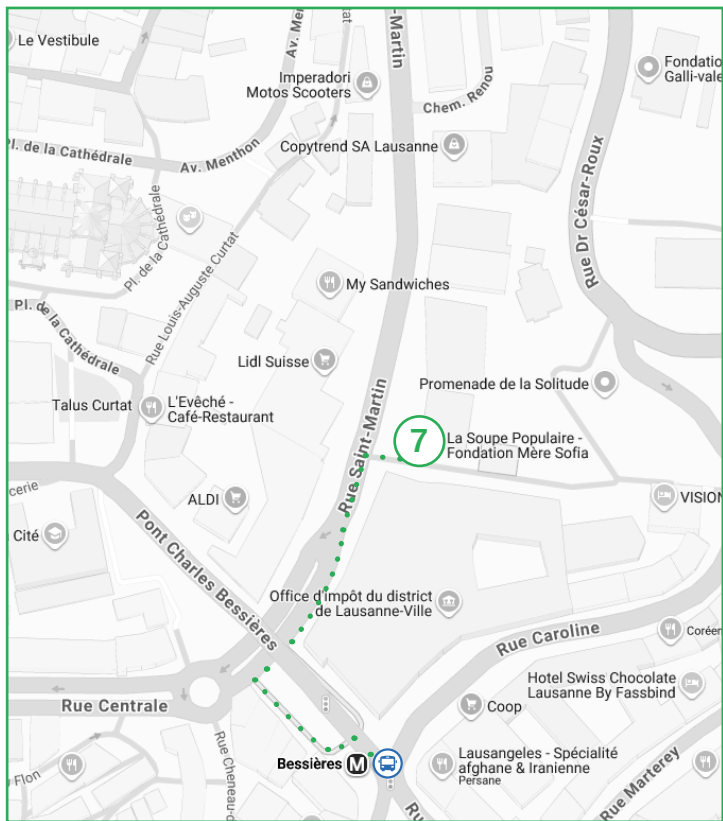 Le Vestibule
Av. Menthon
Curtat
Rue Saint-Martin
Imperadori
Motos Scooters
Chem. Renou
Fondatio
Galli-vale
Pl. de la Cathédrale
Av. Menthon
Copytrend SA Lausanne
Rue Dr César-Roux
Pl. de la Cathédrale
Rue Louis-Auguste Curtat
My Sandwiches
Pl. de la Cathédrale
Lidl Suisse
Promenade de la Solitude
Talus Curtat
L'Evêché -
Café-Restaurant
Rue Saint-Martin
7
La Soupe Populaire -
Fondation Mère Sofia
cerie
ALDI
VISION
Cité
Pont Charles Bessières
Office d'impôt du district
de Lausanne-Ville
Rue Caroline
Coréen
Hotel Swiss Chocolate
Lausanne By Fassbind
Rue Centrale
Coop
Rue Cheneau-d
Bessières
M
Lausangeles - Spécialité
afghane & Iranienne
Persane
Flon
Rue Marterey
Ru